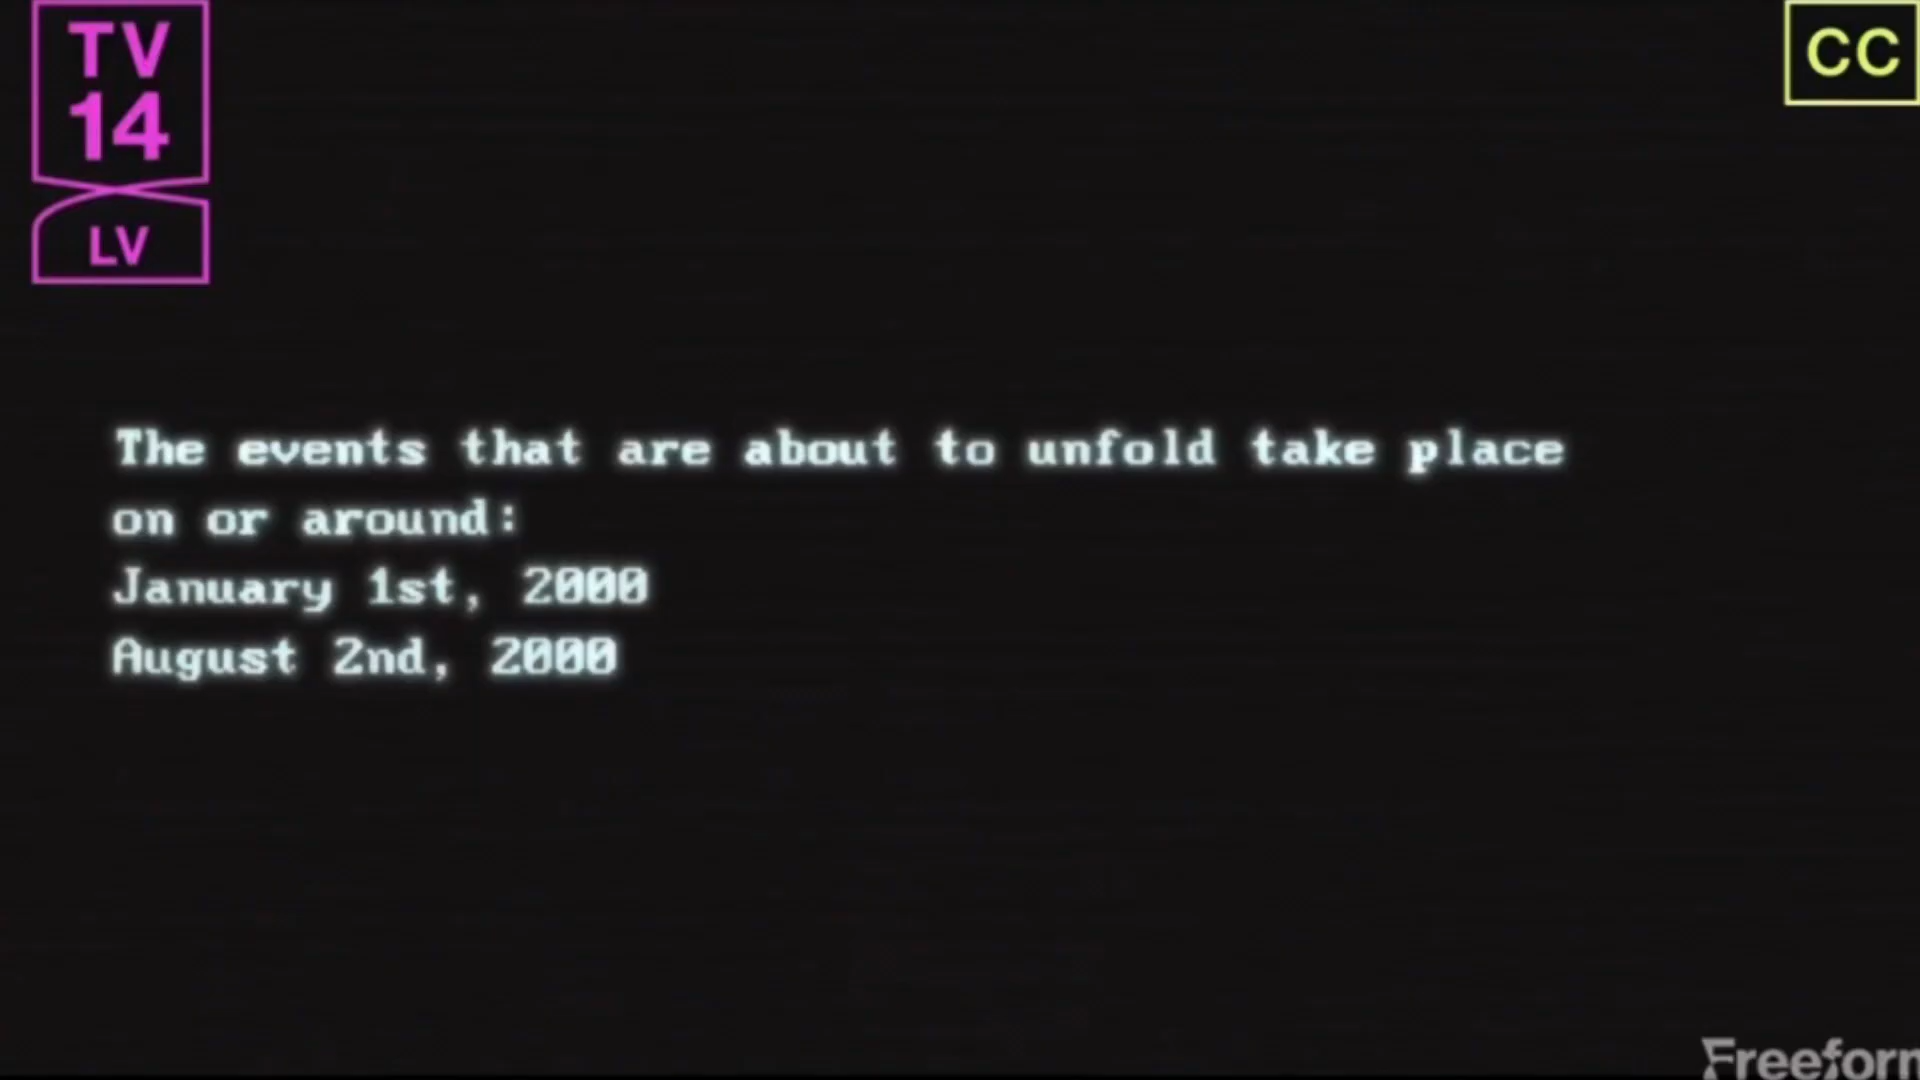 TV
14
LV
CC
The events that are about to unfold take place
on or around:
January 1st, 2000
August 2nd, 2000
Freeform